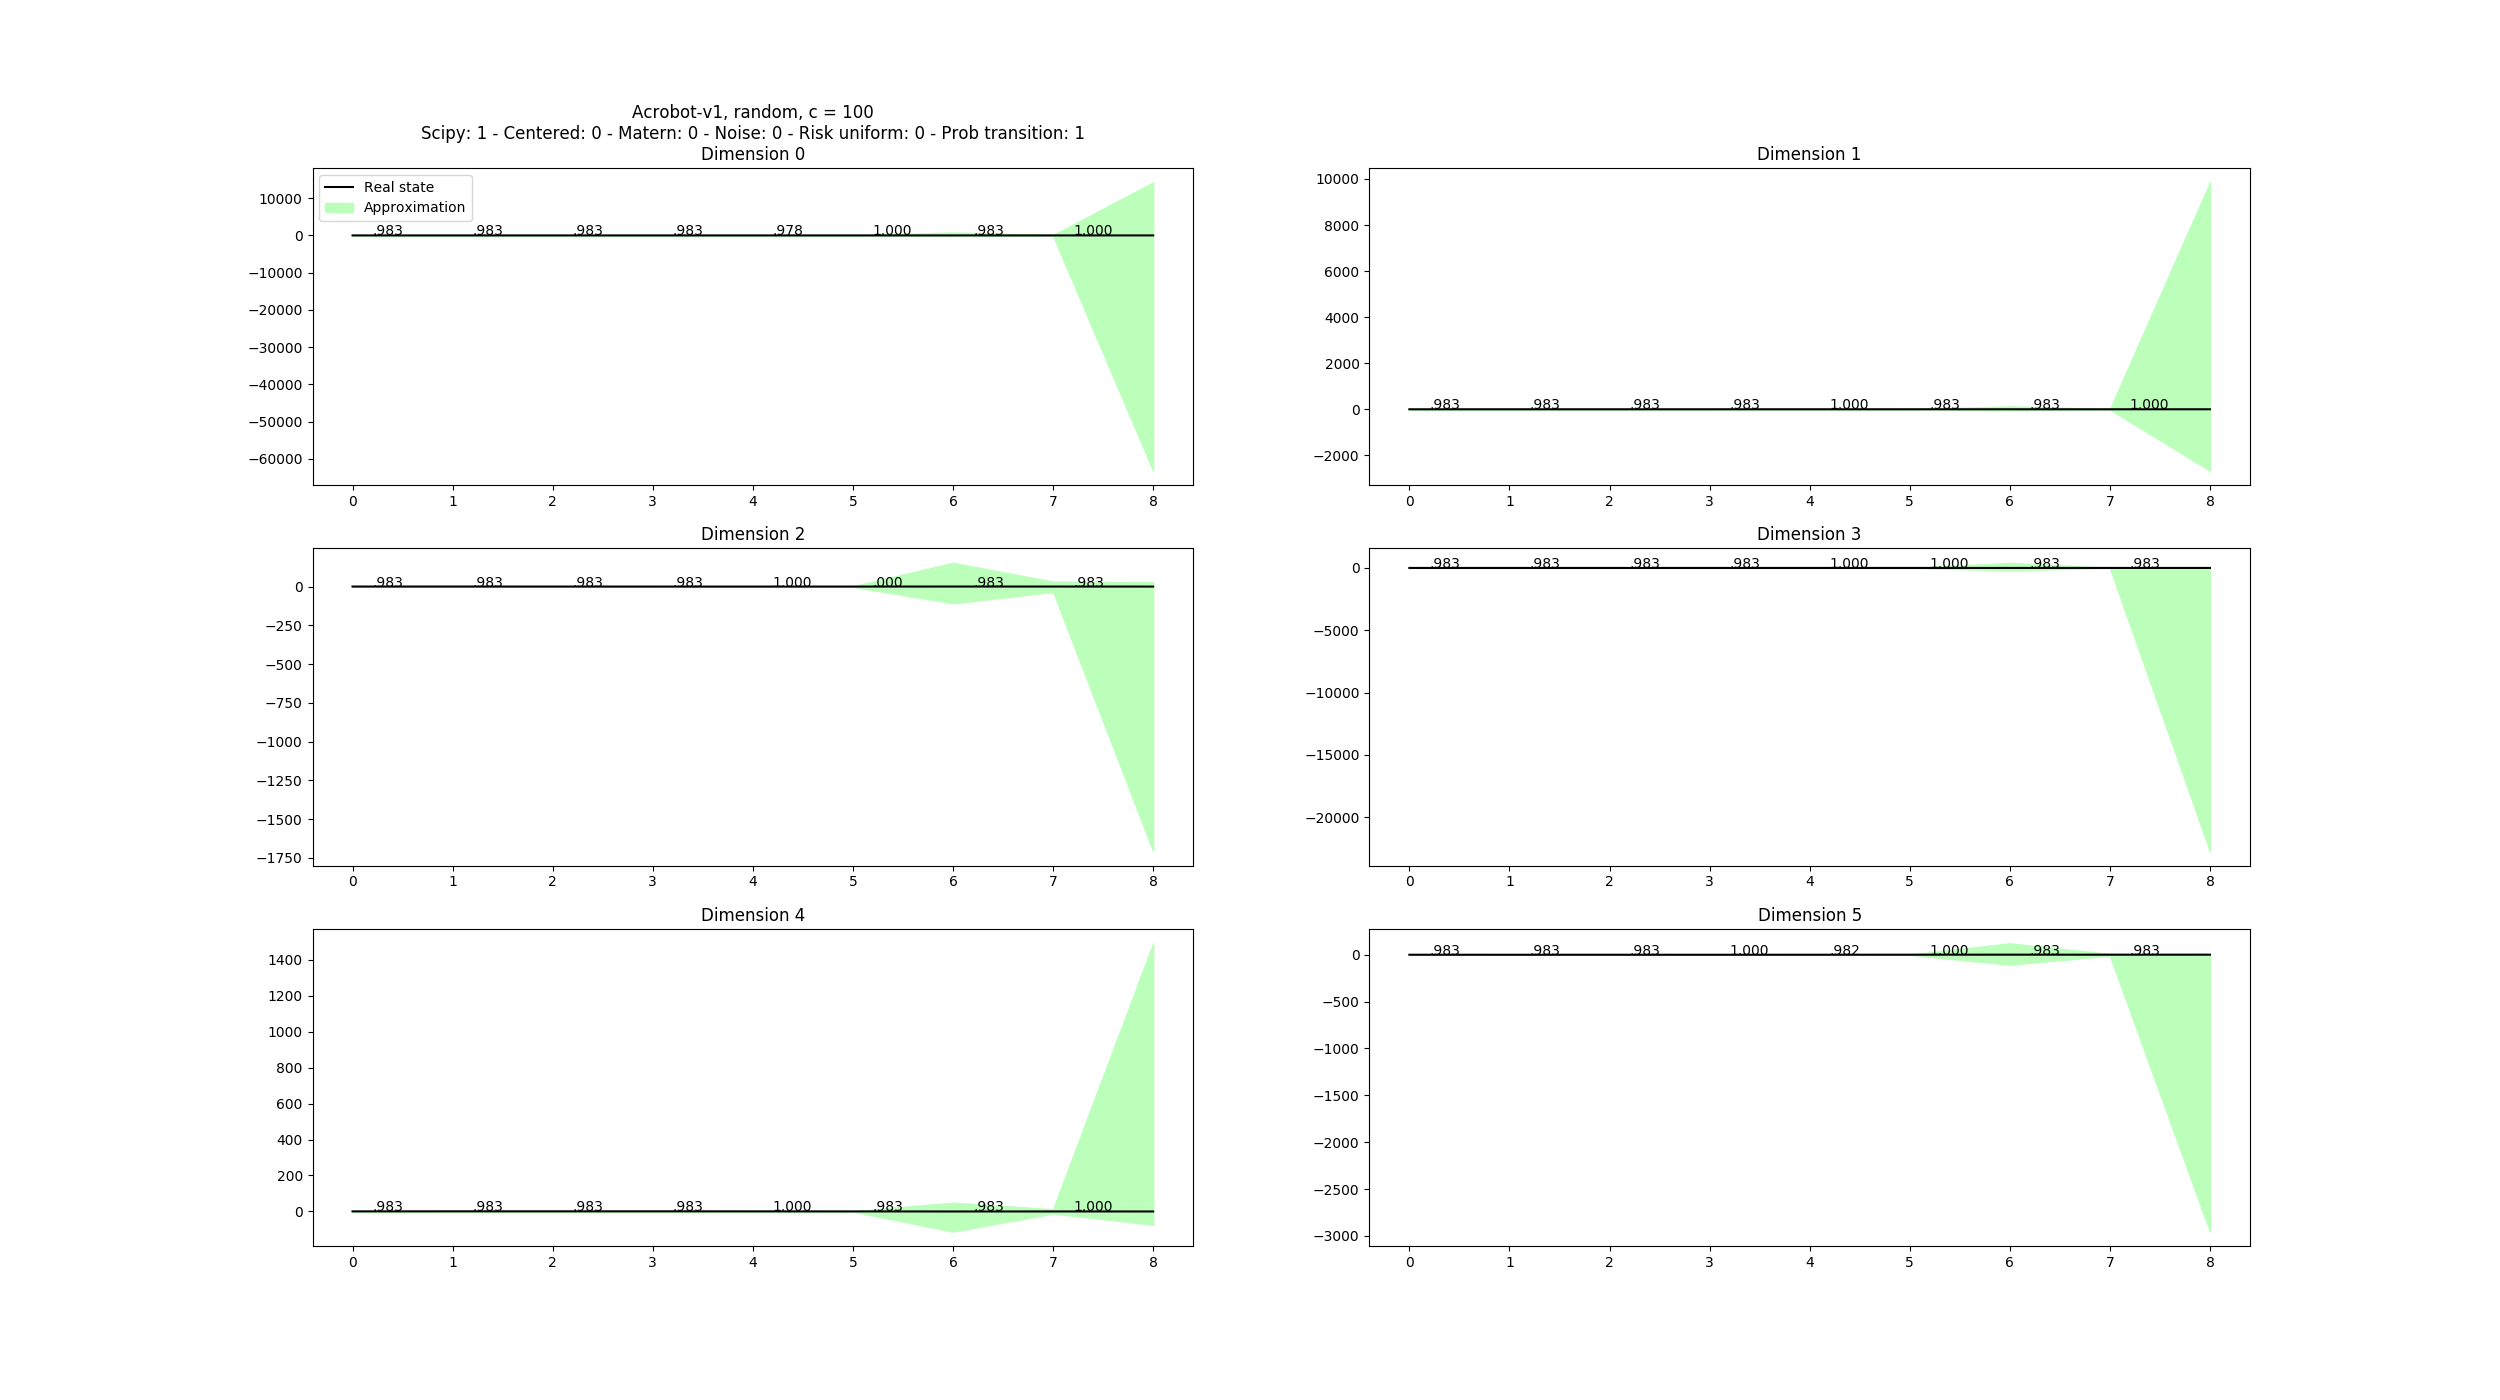 Acrobot-v1, random, c = 100
Scipy: 1 - Centered: 0 - Matern: 0 - Noise: 0 - Risk uniform: 0 - Prob transition: 1
Dimension 0
Real state
Approximation
10000
0
−10000
−20000
−30000
−40000
−50000
−60000
.983 .983 .983 .983 .978 1.000 .983 1.000
0 1 2 3 4 5 6 7 8
Dimension 1
10000
8000
6000
4000
2000
0
−2000
.983 .983 .983 .983 1.000 .983 .983 1.000
0 1 2 3 4 5 6 7 8
Dimension 2
0
−250
−500
−750
−1000
−1250
−1500
−1750
.983 .983 .983 .983 1.000 .000 .983 .983
0 1 2 3 4 5 6 7 8
Dimension 3
0
−5000
−10000
−15000
−20000
.983 .983 .983 .983 1.000 1.000 .983 .983
0 1 2 3 4 5 6 7 8
Dimension 4
1400
1200
1000
800
600
400
200
0
.983 .983 .983 .983 1.000 .983 .983 1.000
0 1 2 3 4 5 6 7 8
Dimension 5
0
−500
−1000
−1500
−2000
−2500
−3000
.983 .983 .983 1.000 .982 1.000 .983 .983
0 1 2 3 4 5 6 7 8